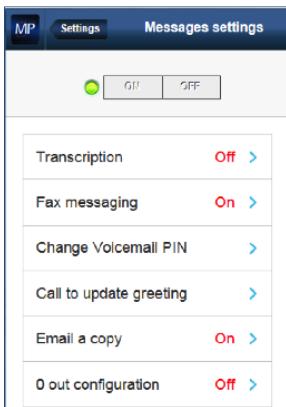 MP Settings Messages settings
ON OFF
Transcription Off
Fax messaging On
Change Voicemail PIN
Call to update greeting
Email a copy On
0 out configuration Off